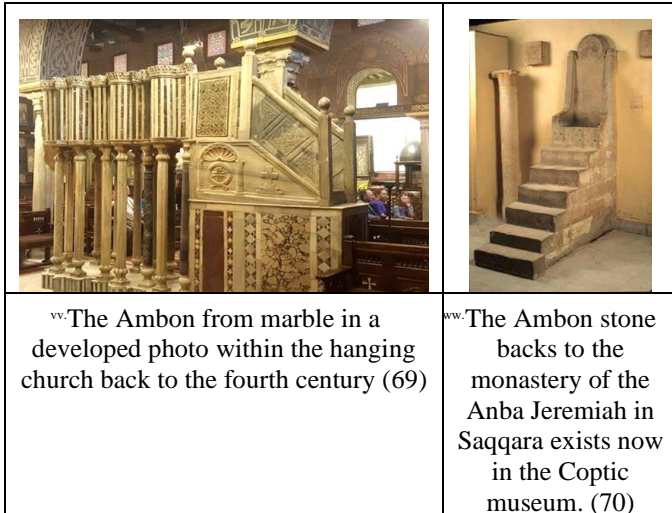 vv.The Ambon from marble in a
developed photo within the hanging
church back to the fourth century (69)
ww.The Ambon stone
backs to the
monastery of the
Anba Jeremiah in
Saqqara exists now
in the Coptic
museum. (70)